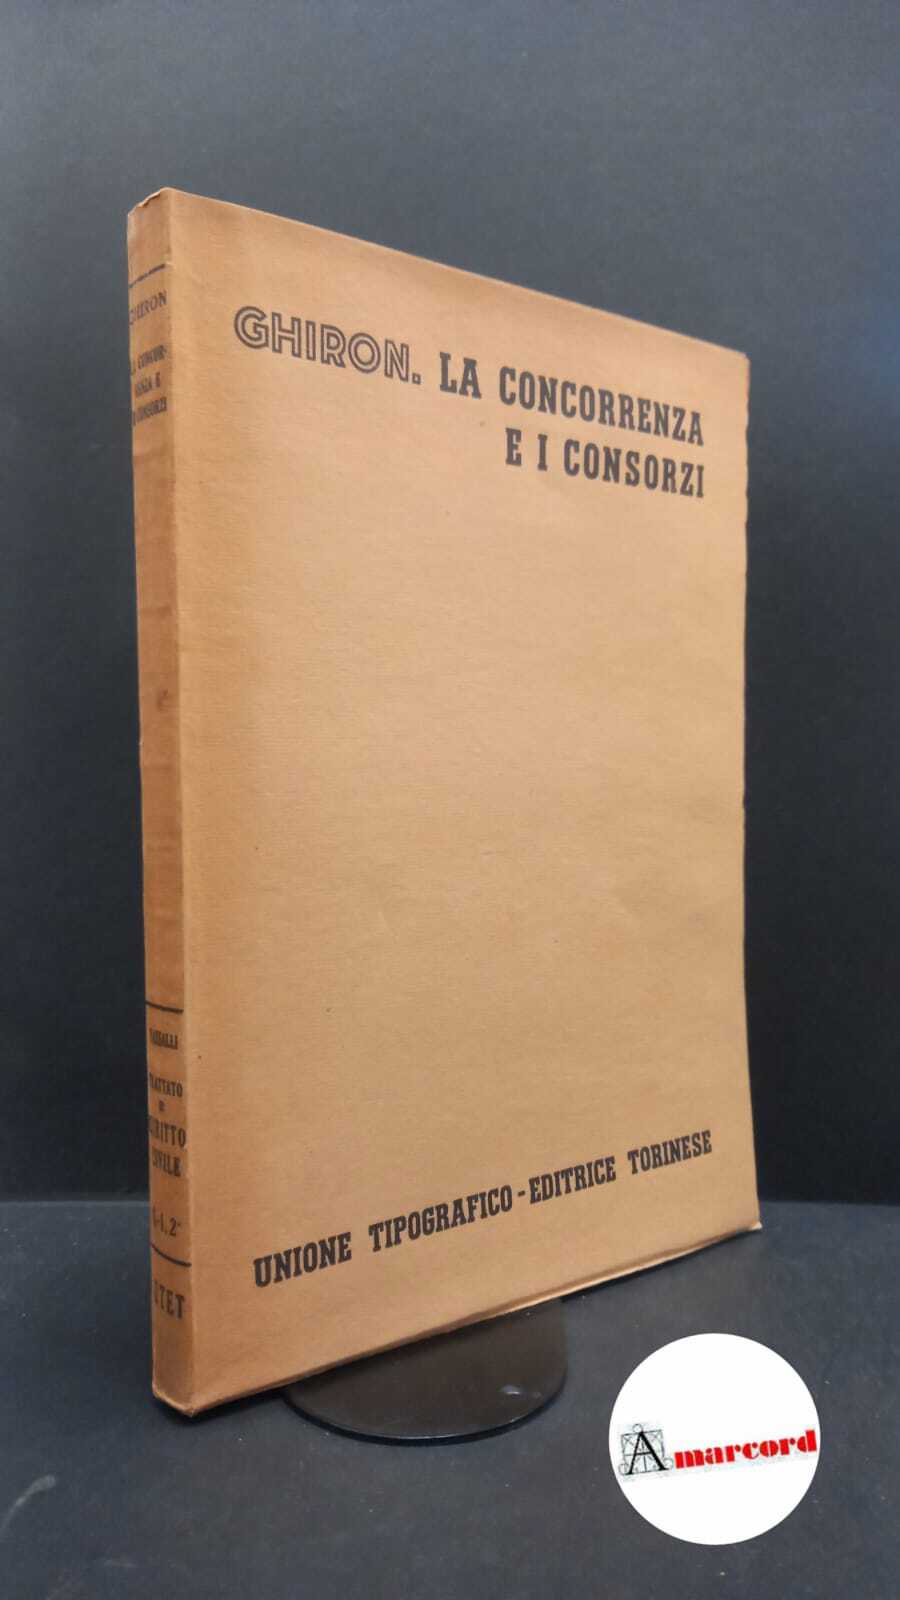 GHIRON. LA CONCORRENZA
E I CONSORZI
UNIONE TIPOGRAFICO-EDITRICE TORINESE
GHIRON
LA CONCOR-
RENZA E
I CONSORZI
VASSALLI
TRATTATO
DI
DIRITTO
CIVILE
UTET
Amarcord